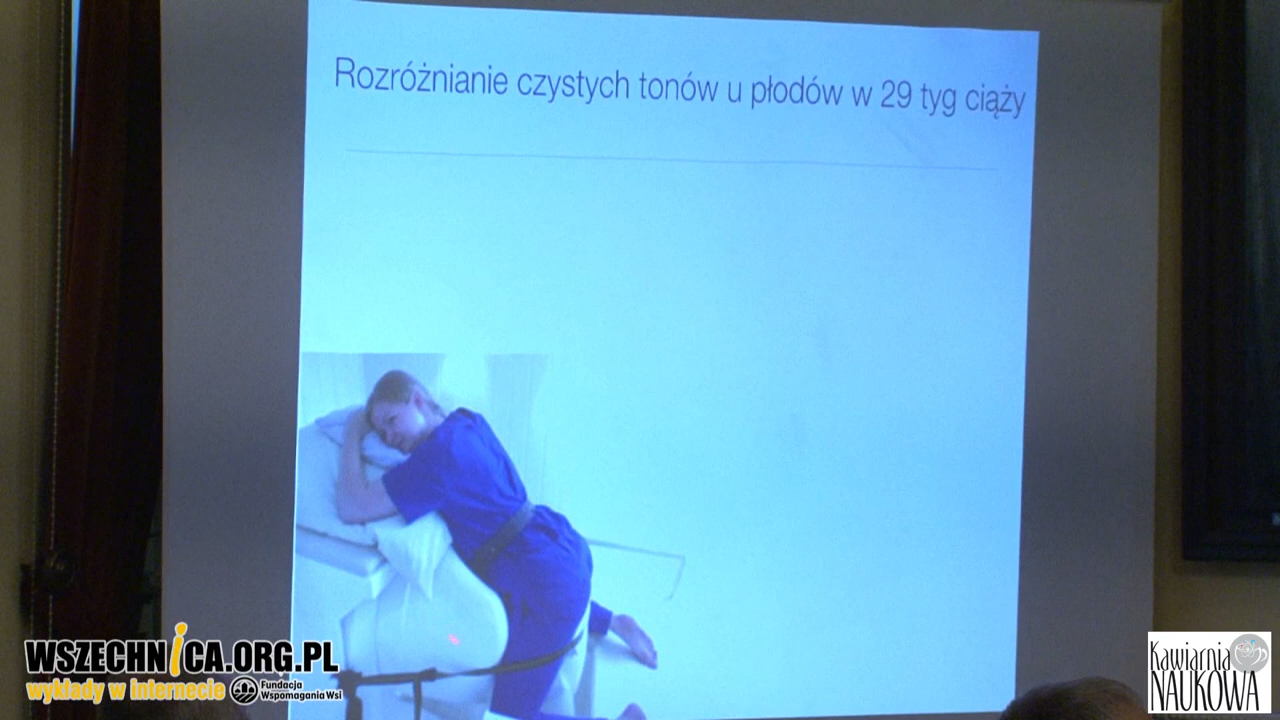 Rozróżnianie czystych tonów u płodów w 29 tyg ciąży
WSZECHNiCA.ORG.PL
wykłady w internecie
Fundacja
Wspomagania Wsi
Kawiarnia
NAUKOWA